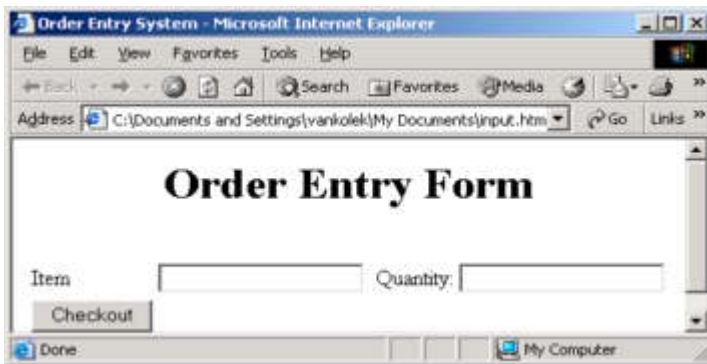 Order Entry System - Microsoft Internet Explorer
File Edit View Favorites Tools Help
Back Search Favorites Media »
Address C:\Documents and Settings\vankolek\My Documents\input.htm Go Links »
Order Entry Form
Item Quantity:
Checkout
Done My Computer